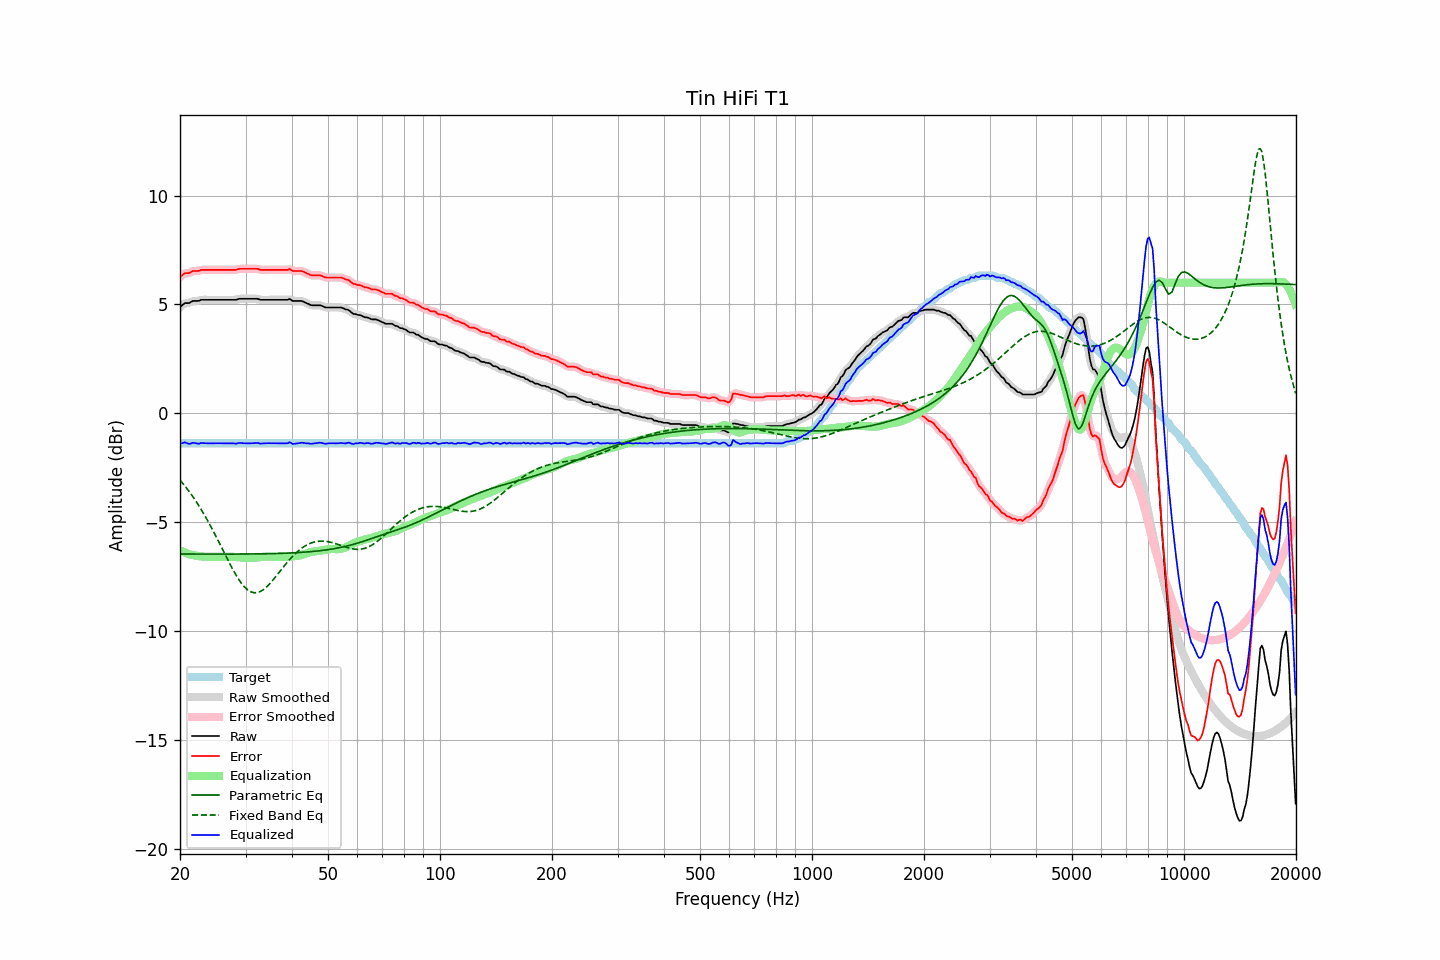 Tin HiFi T1
Amplitude (dBr)
10
5
0
−5
−10
−15
−20
Target
Raw Smoothed
Error Smoothed
Raw
Error
Equalization
Parametric Eq
Fixed Band Eq
Equalized
20 50 100 200 500 1000 2000 5000 10000 20000
Frequency (Hz)